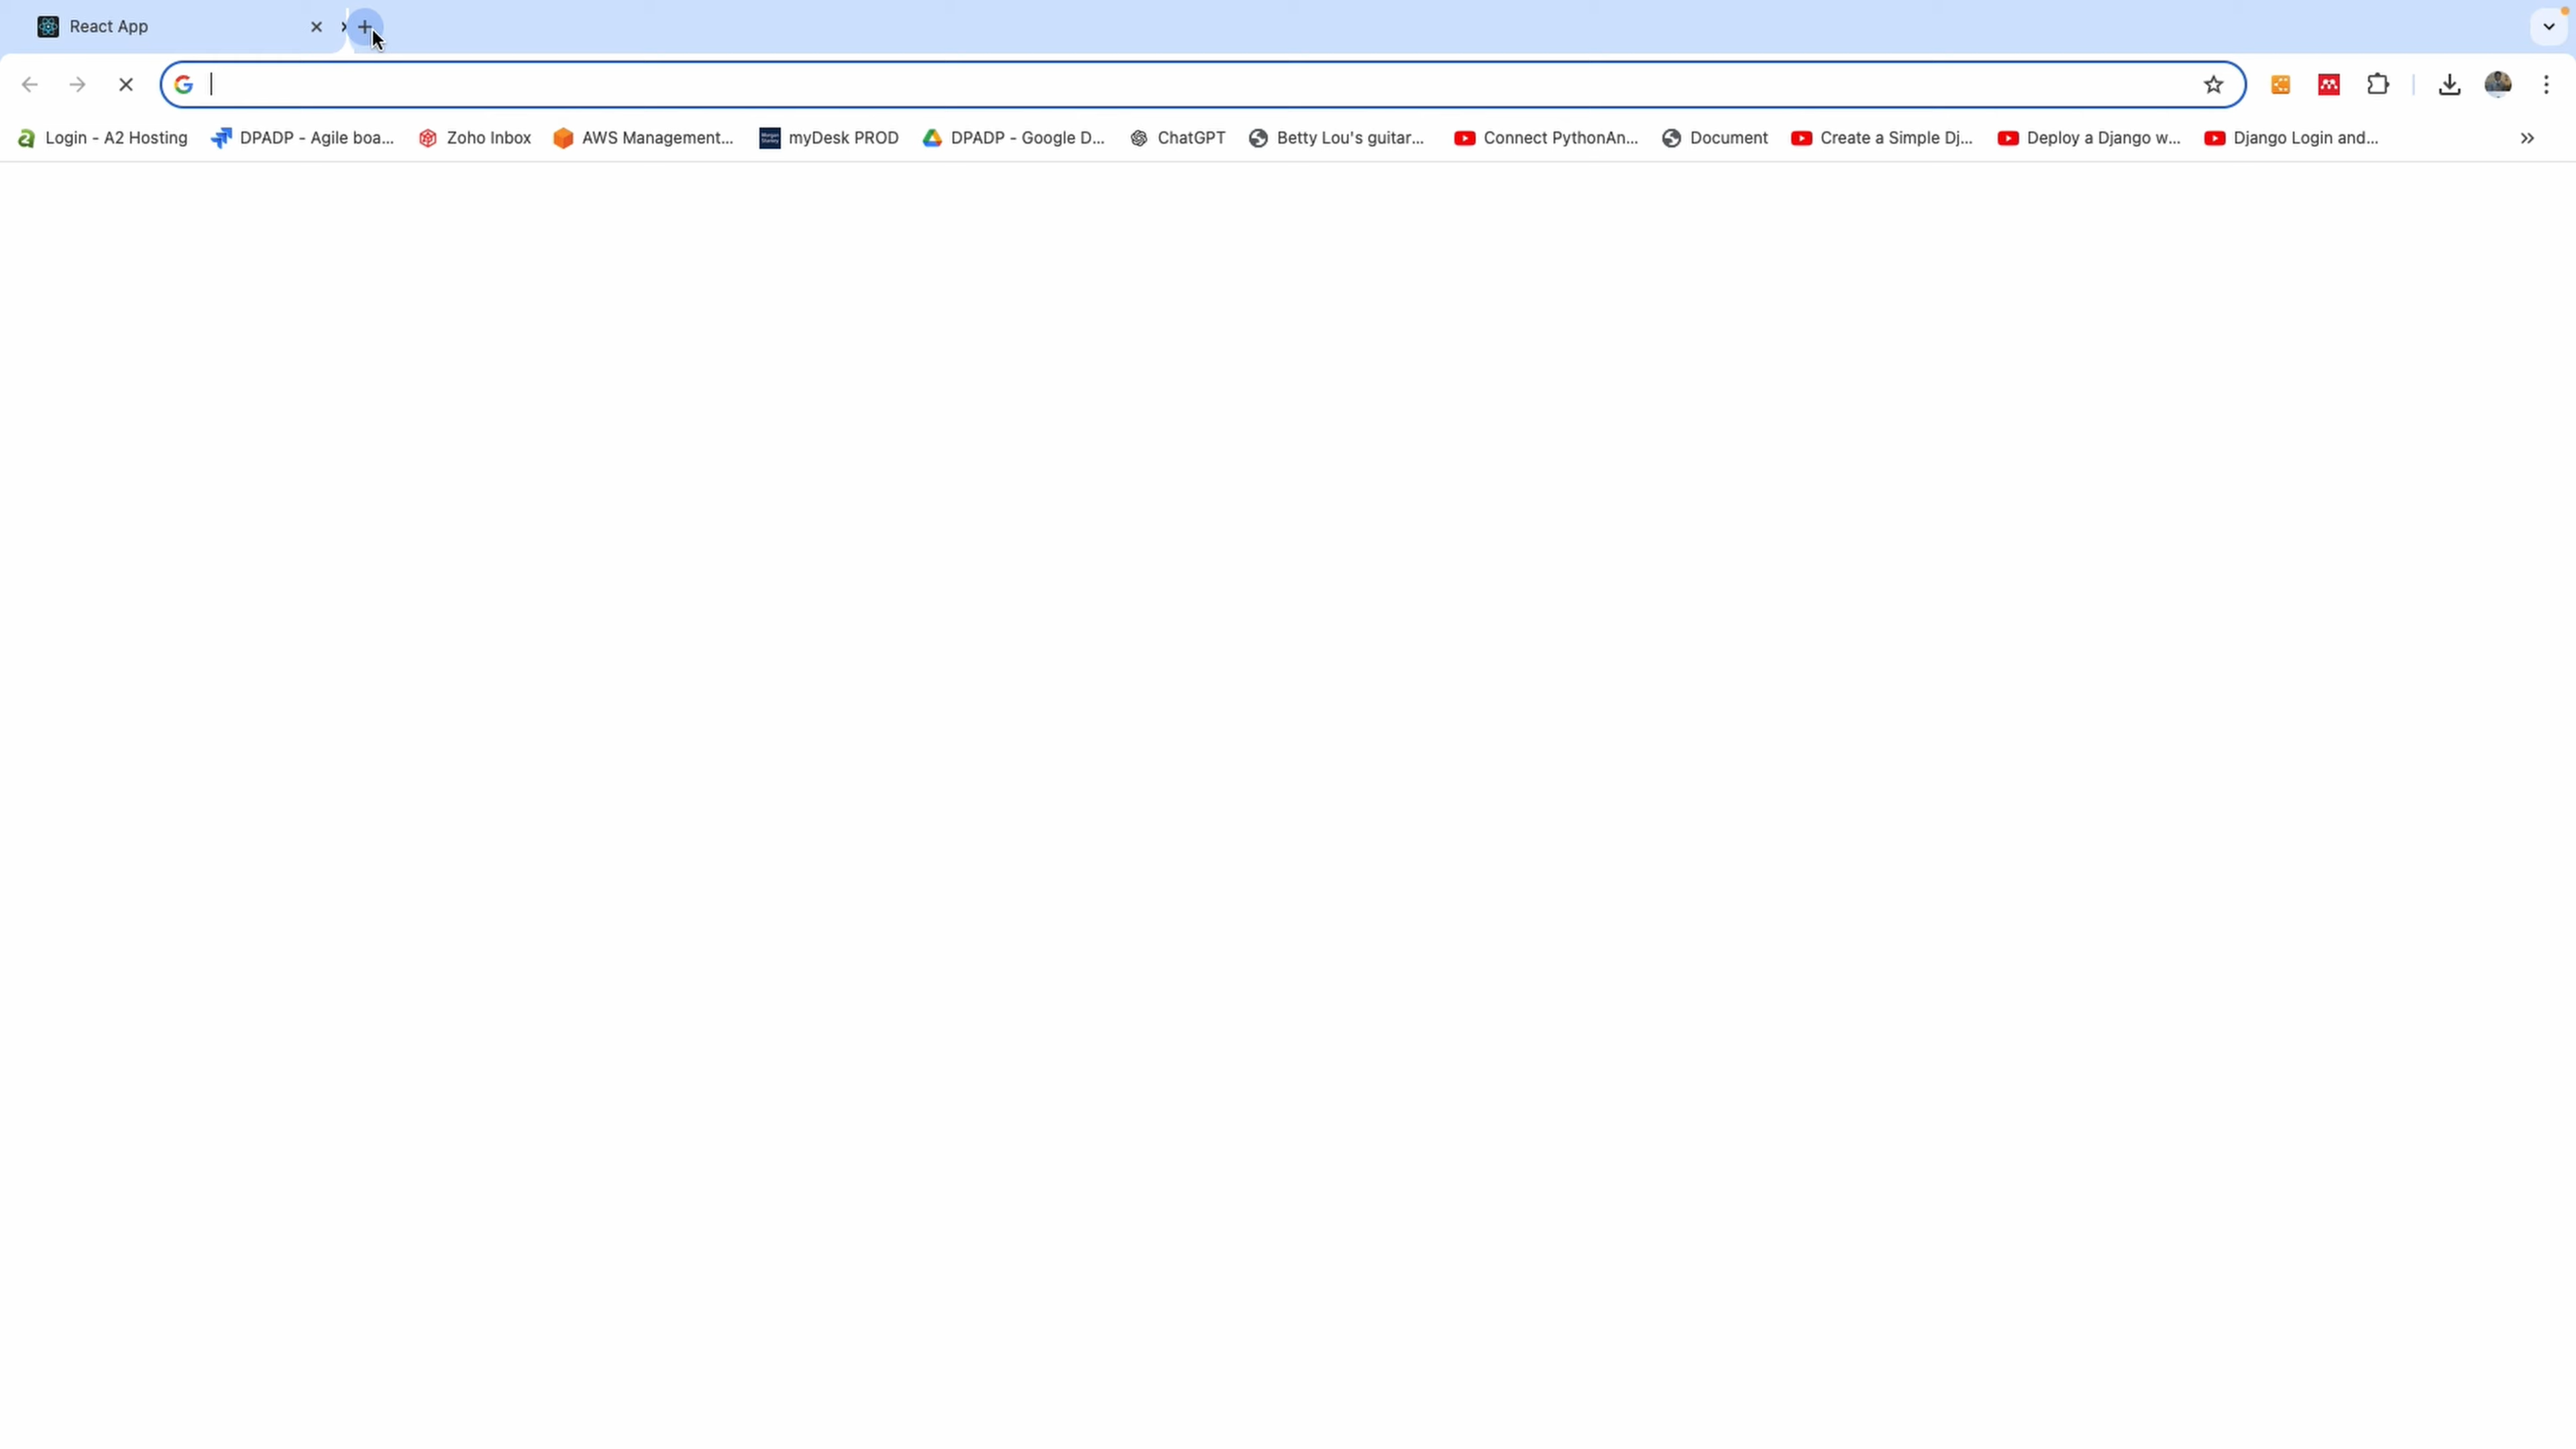 React App
Login - A2 Hosting
DPADP - Agile boa...
Zoho Inbox
AWS Management...
myDesk PROD
DPADP - Google D...
ChatGPT
Betty Lou's guitar...
Connect PythonAn...
Document
Create a Simple Dj...
Deploy a Django w...
Django Login and...